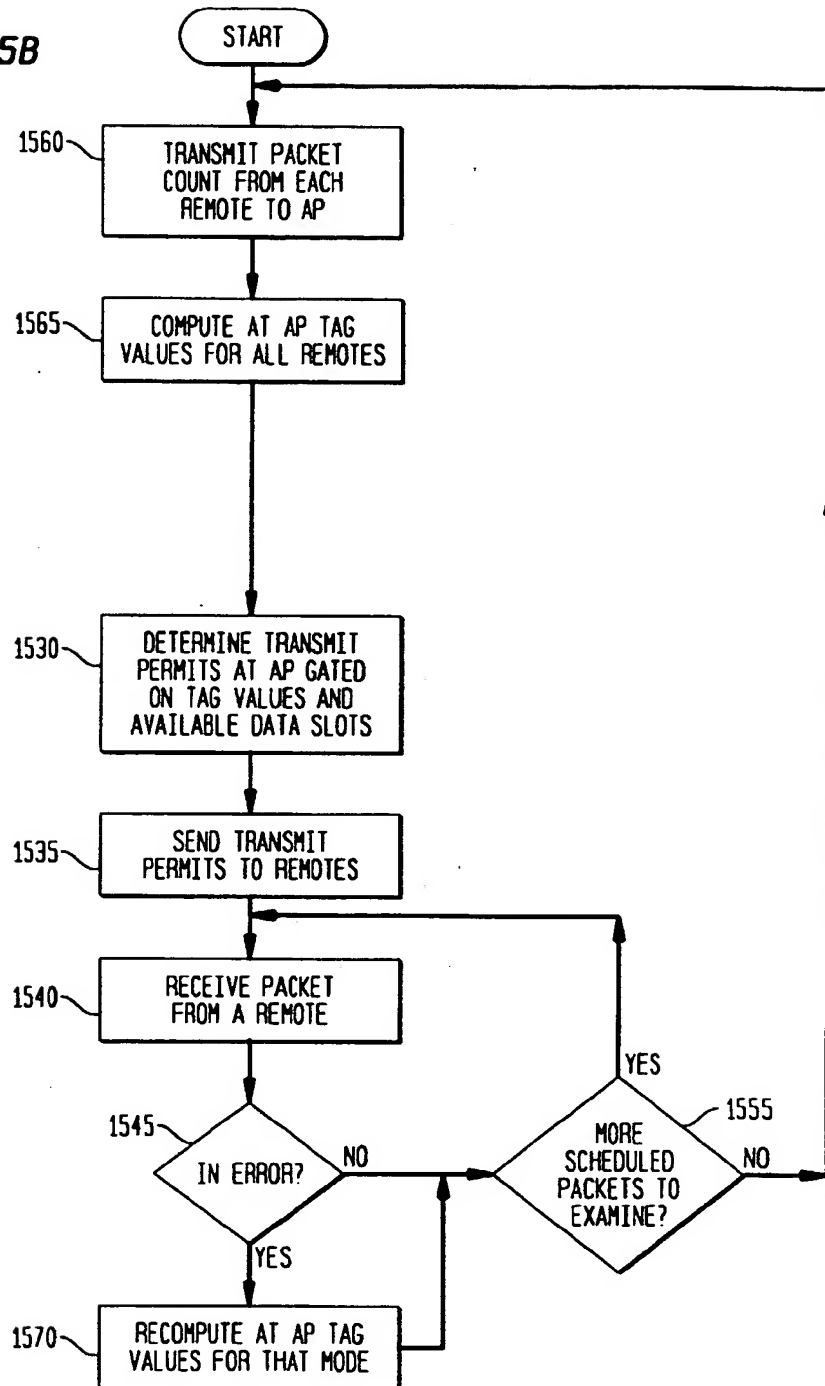 5B
START
1560
TRANSMIT PACKET
COUNT FROM EACH
REMOTE TO AP
1565
COMPUTE AT AP TAG
VALUES FOR ALL REMOTES
1530
DETERMINE TRANSMIT
PERMITS AT AP GATED
ON TAG VALUES AND
AVAILABLE DATA SLOTS
1535
SEND TRANSMIT
PERMITS TO REMOTES
1540
RECEIVE PACKET
FROM A REMOTE
YES
1545
IN ERROR?
NO
1555
MORE
SCHEDULED
PACKETS TO
EXAMINE?
NO
YES
1570
RECOMPUTE AT AP TAG
VALUES FOR THAT MODE